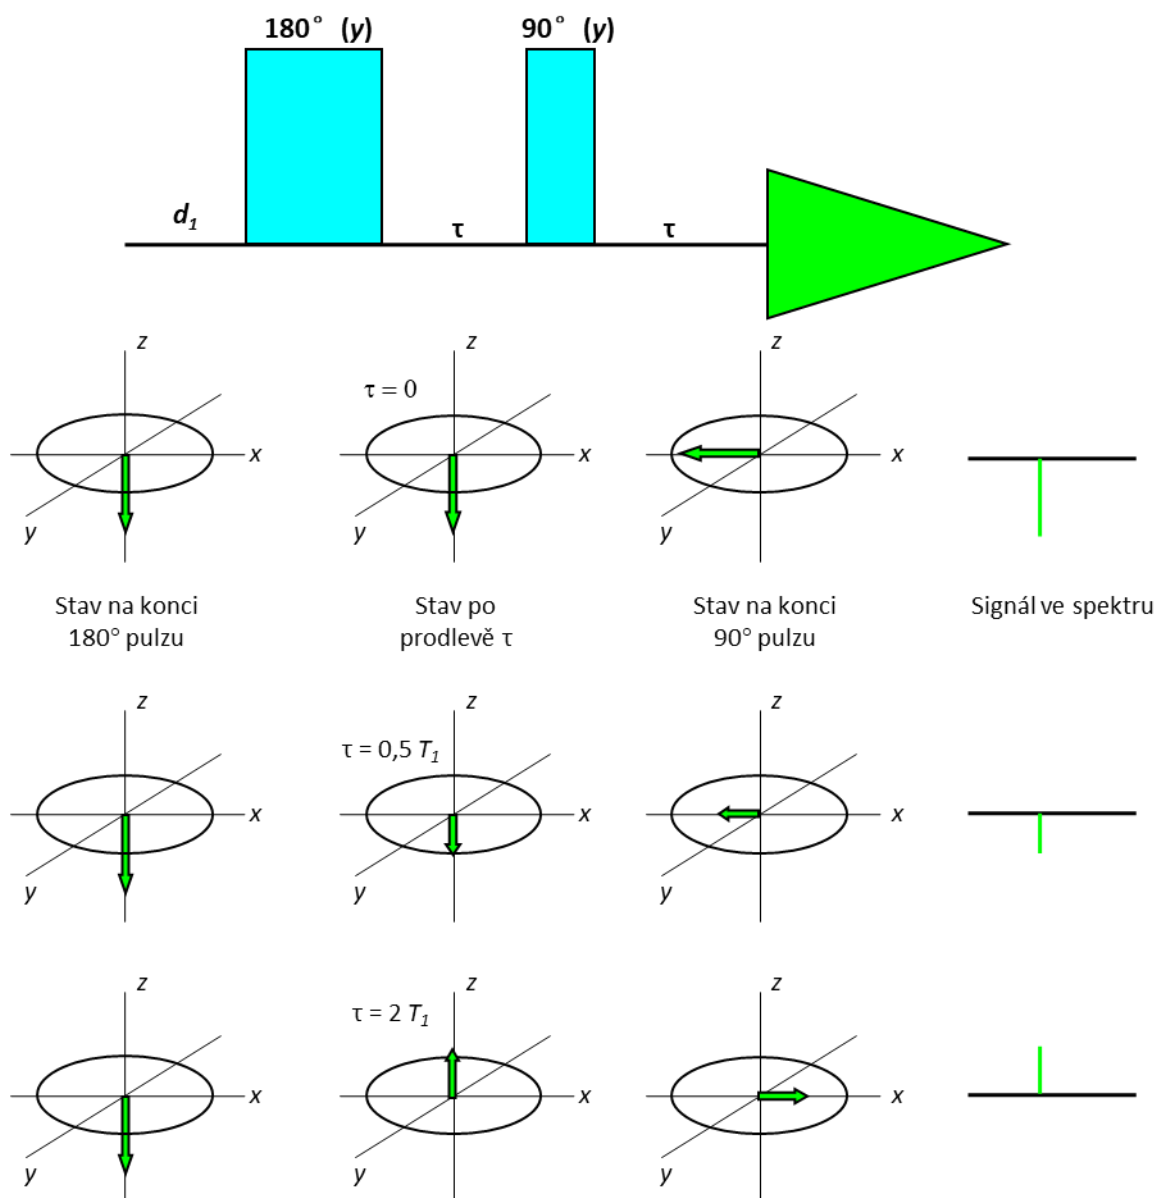 180° (y) 90° (y)
d1 τ τ
z z z
τ = 0
x x x
y y y
Stav na konci
180° pulzu
Stav po
prodlevě τ
Stav na konci
90° pulzu
Signál ve spektru
z z z
τ = 0,5 T1
x x x
y y y
z z z
τ = 2 T1
x x x
y y y